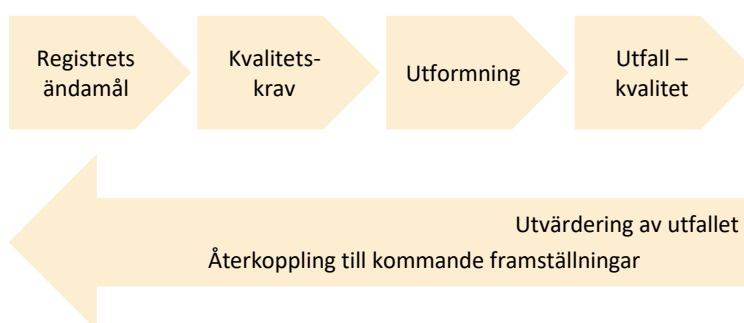 Registrets
ändamål
Kvalitets-
krav
Utformning
Utfall –
kvalitet
Utvärdering av utfallet
Återkoppling till kommande framställningar